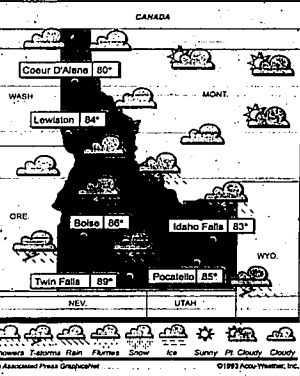 CANADA
Coeur D'Alene 80°
WASH
MONT.
Lewiston 84°
ORE.
Boise 86°
Idaho Falls 83°
WYO.
Twin Falls 89°
Pocatello 85°
NEV.
UTAH
Showers T-storms Rain Flurries Snow Ice Sunny Pt. Cloudy Cloudy
Associated Press GraphicsNet
©1993 Accu-Weather, Inc.